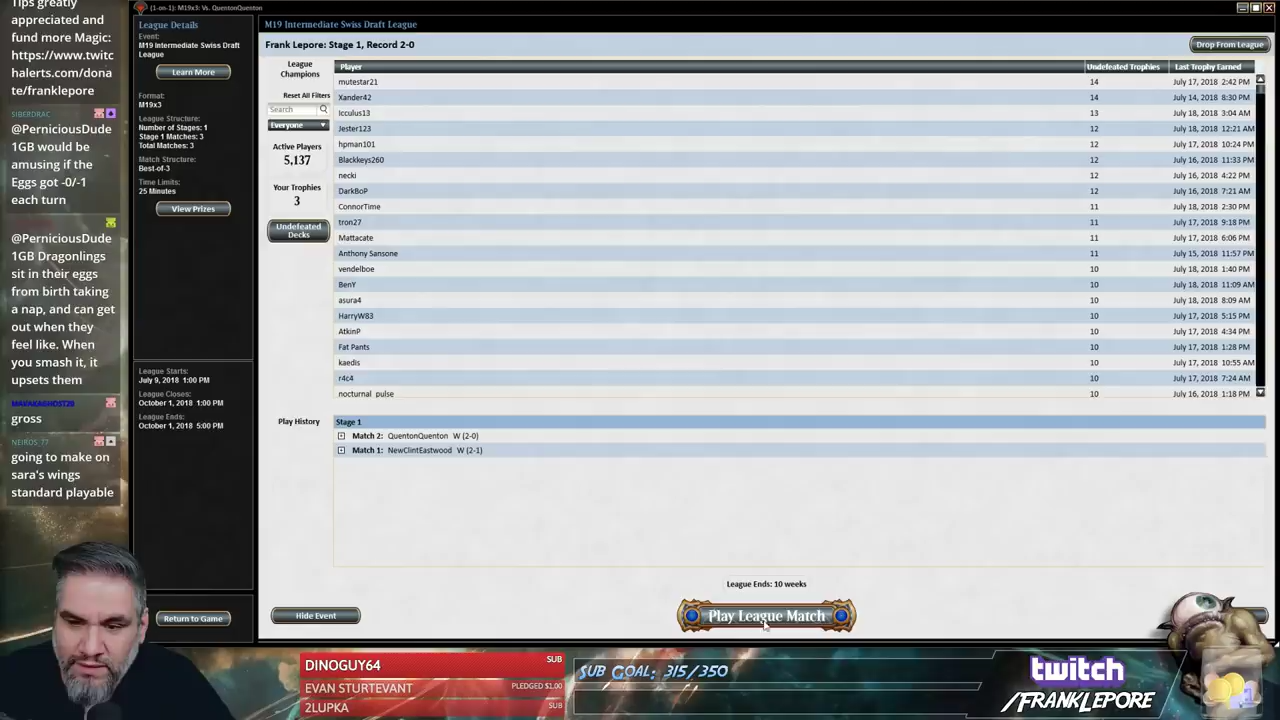 Tips greatly
appreciated and
fund more Magic:
https://www.twitc
halerts.com/dona
te/franklepore
SIBERDRAC
@PerniciousDude
1GB would be
amusing if the
Eggs got -0/-1
each turn
@PerniciousDude
1GB Dragonlings
sit in their eggs
from birth taking
a nap, and can get
out when they
feel like. When
you smash it, it
upsets them
gross
NEIROS_77
going to make on
sara's wings
standard playable
(1-on-1): M19x3: Vs. QuentonQuenton
League Details
Event:
M19 Intermediate Swiss Draft
League
Learn More
Format:
M19x3
League Structure:
Number of Stages: 1
Stage 1 Matches: 3
Total Matches: 3
Match Structure:
Best-of-3
Time Limits:
25 Minutes
View Prizes
League Starts:
July 9, 2018 1:00 PM
League Closes:
October 1, 2018 1:00 PM
League Ends:
October 1, 2018 5:00 PM
Return to Game
M19 Intermediate Swiss Draft League
Frank Lepore: Stage 1, Record 2-0
Drop From League
League
Champions
Reset All Filters
Search
Everyone
Active Players
5,137
Your Trophies
3
Undefeated
Decks
Player Undefeated Trophies Last Trophy Earned
mutestar21 14 July 17, 2018 2:42 PM
Xander42 14 July 14, 2018 8:30 PM
Icculus13 13 July 18, 2018 3:04 AM
Jester123 12 July 18, 2018 12:21 AM
hpman101 12 July 17, 2018 10:24 PM
Blackkeys260 12 July 16, 2018 11:33 PM
necki 12 July 16, 2018 4:22 PM
DarkBoP 12 July 16, 2018 7:21 AM
ConnorTime 11 July 18, 2018 2:30 PM
tron27 11 July 17, 2018 9:18 PM
Mattacate 11 July 17, 2018 6:06 PM
Anthony Sansone 11 July 15, 2018 11:57 PM
vendelboe 10 July 18, 2018 1:40 PM
BenY 10 July 18, 2018 11:09 AM
asura4 10 July 18, 2018 8:09 AM
HarryW83 10 July 17, 2018 5:15 PM
AtkinP 10 July 17, 2018 4:34 PM
Fat Pants 10 July 17, 2018 1:28 PM
kaedis 10 July 17, 2018 10:55 AM
r4c4 10 July 17, 2018 7:24 AM
nocturnal_pulse 10 July 16, 2018 1:18 PM
Play History
Stage 1
Match 2: QuentonQuenton W (2-0)
Match 1: NewClintEastwood W (2-1)
League Ends: 10 weeks
Hide Event
Play League Match
DINOGUY64 SUB
EVAN STURTEVANT PLEDGED $1.00
2LUPKA SUB
SUB GOAL: 315/350
twitch
/FRANKLEPORE